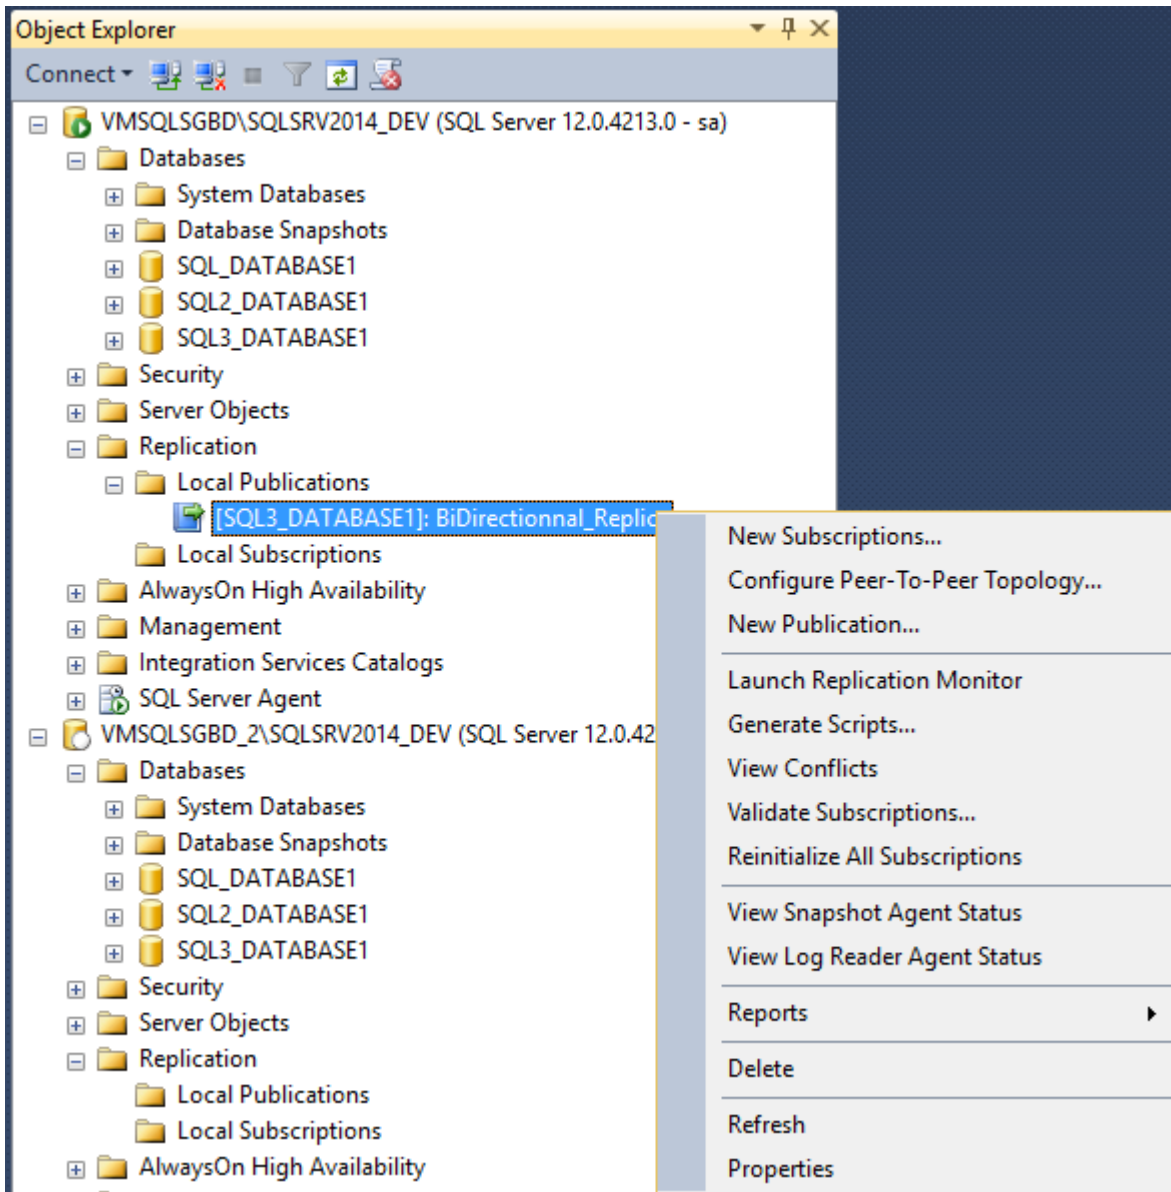 Object Explorer
Connect
VMSQLSGBD\SQLSRV2014_DEV (SQL Server 12.0.4213.0 - sa)
Databases
System Databases
Database Snapshots
SQL_DATABASE1
SQL2_DATABASE1
SQL3_DATABASE1
Security
Server Objects
Replication
Local Publications
[SQL3_DATABASE1]: BiDirectionnal_Replic
Local Subscriptions
AlwaysOn High Availability
Management
Integration Services Catalogs
SQL Server Agent
VMSQLSGBD_2\SQLSRV2014_DEV (SQL Server 12.0.42
Databases
System Databases
Database Snapshots
SQL_DATABASE1
SQL2_DATABASE1
SQL3_DATABASE1
Security
Server Objects
Replication
Local Publications
Local Subscriptions
AlwaysOn High Availability
New Subscriptions...
Configure Peer-To-Peer Topology...
New Publication...
Launch Replication Monitor
Generate Scripts...
View Conflicts
Validate Subscriptions...
Reinitialize All Subscriptions
View Snapshot Agent Status
View Log Reader Agent Status
Reports
Delete
Refresh
Properties